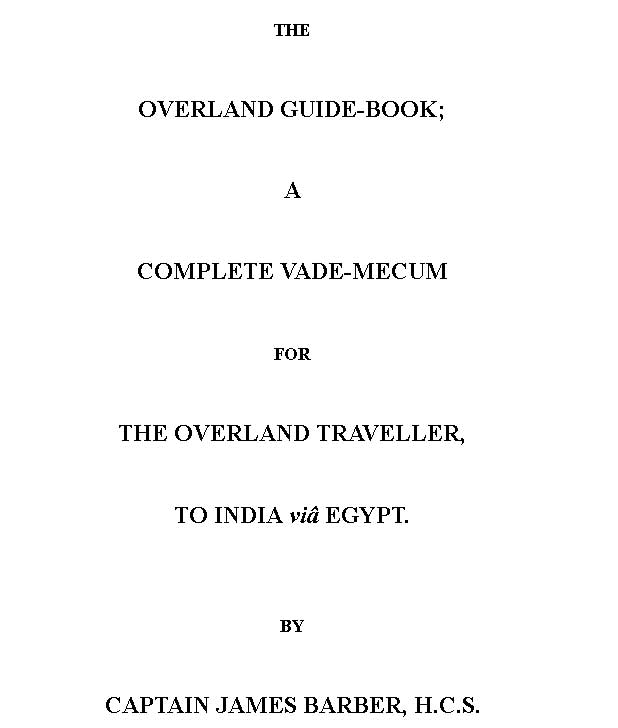 THE
OVERLAND GUIDE-BOOK;
A
COMPLETE VADE-MECUM
FOR
THE OVERLAND TRAVELLER,
TO INDIA viâ EGYPT.
BY
CAPTAIN JAMES BARBER, H.C.S.